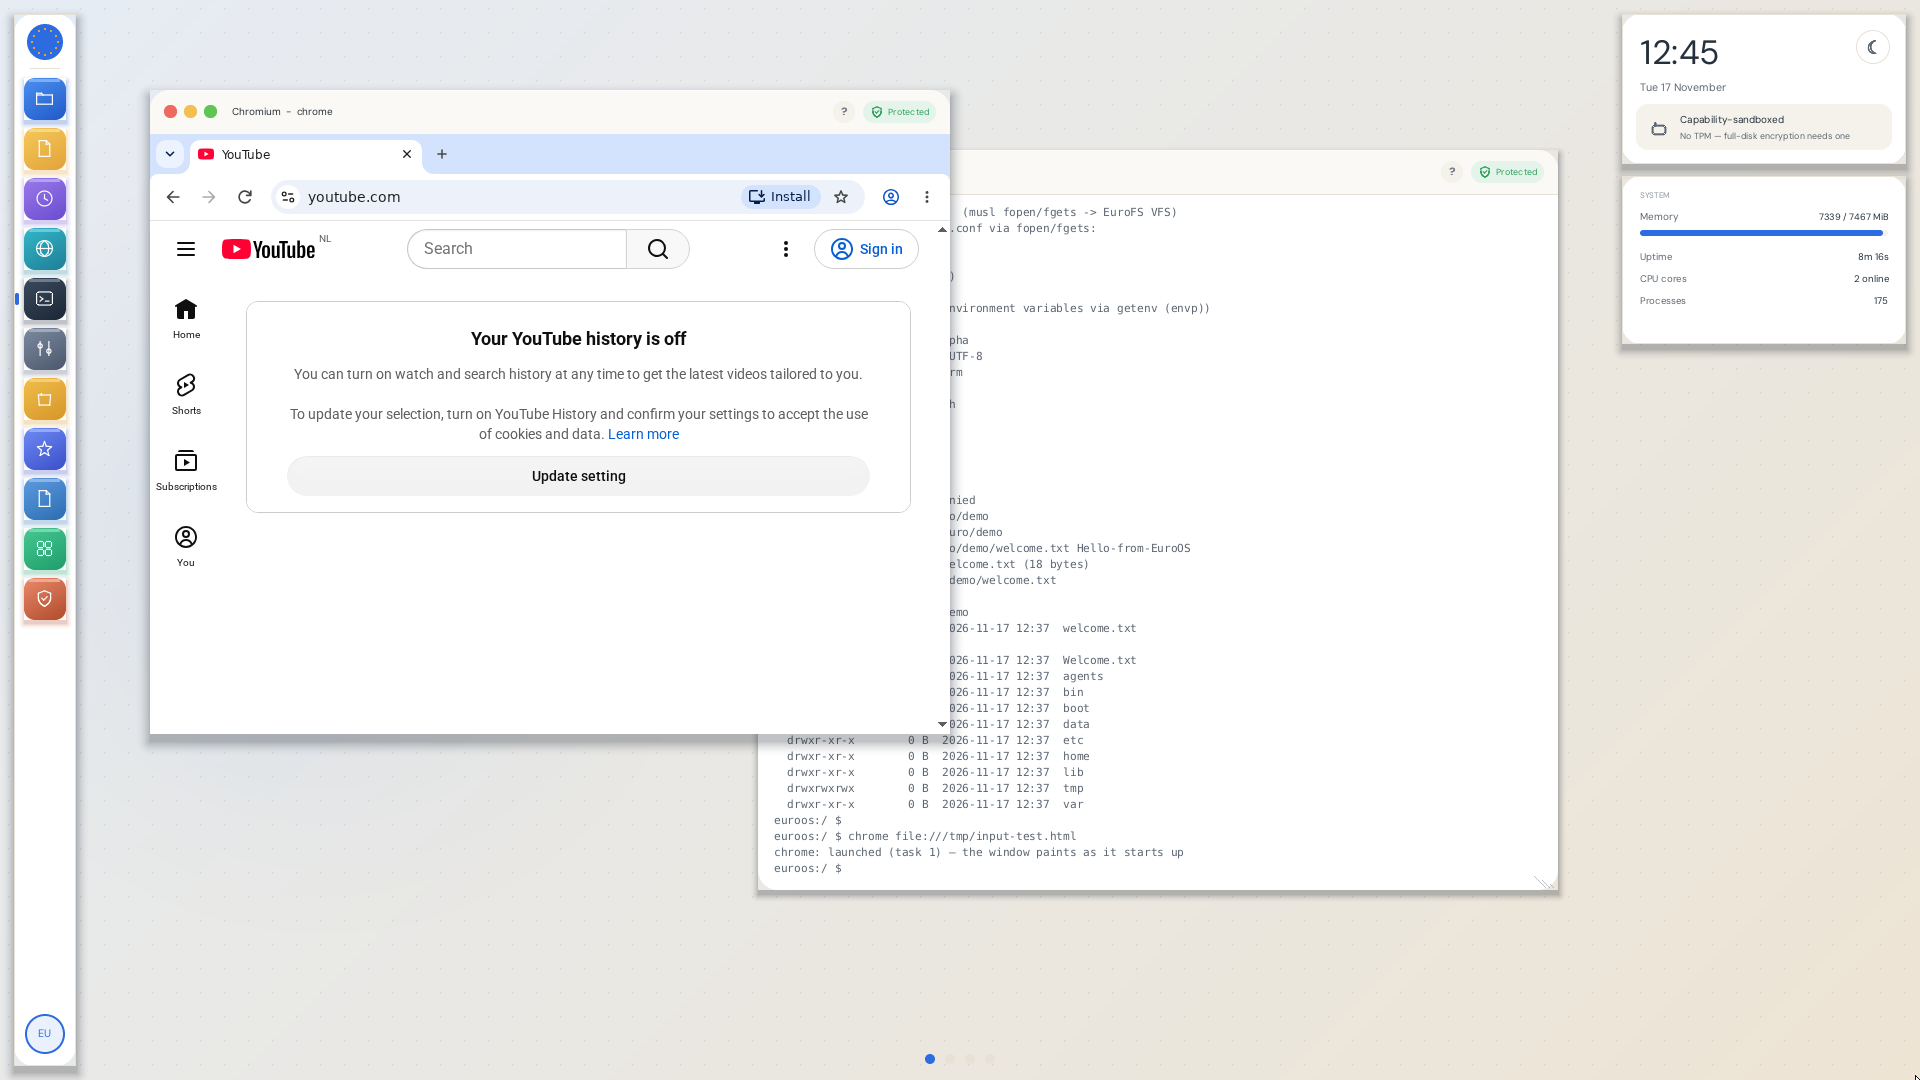 Chromium - chrome
?
Protected
YouTube
youtube.com
Install
YouTube NL
Search
Sign in
Home
Shorts
Subscriptions
You
Your YouTube history is off
You can turn on watch and search history at any time to get the latest videos tailored to you.
To update your selection, turn on YouTube History and confirm your settings to accept the use
of cookies and data. Learn more
Update setting
?
Protected
(musl fopen/fgets -> EuroFS VFS)
.conf via fopen/fgets:
)
nvironment variables via getenv (envp))
pha
UTF-8
rm
h
nied
o/demo
uro/demo
o/demo/welcome.txt Hello-from-EuroOS
elcome.txt (18 bytes)
demo/welcome.txt
emo
026-11-17 12:37 welcome.txt
026-11-17 12:37 Welcome.txt
026-11-17 12:37 agents
026-11-17 12:37 bin
026-11-17 12:37 boot
026-11-17 12:37 data
drwxr-xr-x 0 B 2026-11-17 12:37 etc
drwxr-xr-x 0 B 2026-11-17 12:37 home
drwxr-xr-x 0 B 2026-11-17 12:37 lib
drwxrwxrwx 0 B 2026-11-17 12:37 tmp
drwxr-xr-x 0 B 2026-11-17 12:37 var
euroos:/ $
euroos:/ $ chrome file:///tmp/input-test.html
chrome: launched (task 1) — the window paints as it starts up
euroos:/ $
12:45
Tue 17 November
Capability-sandboxed
No TPM — full-disk encryption needs one
SYSTEM
Memory 7339 / 7467 MiB
Uptime 8m 16s
CPU cores 2 online
Processes 175
EU